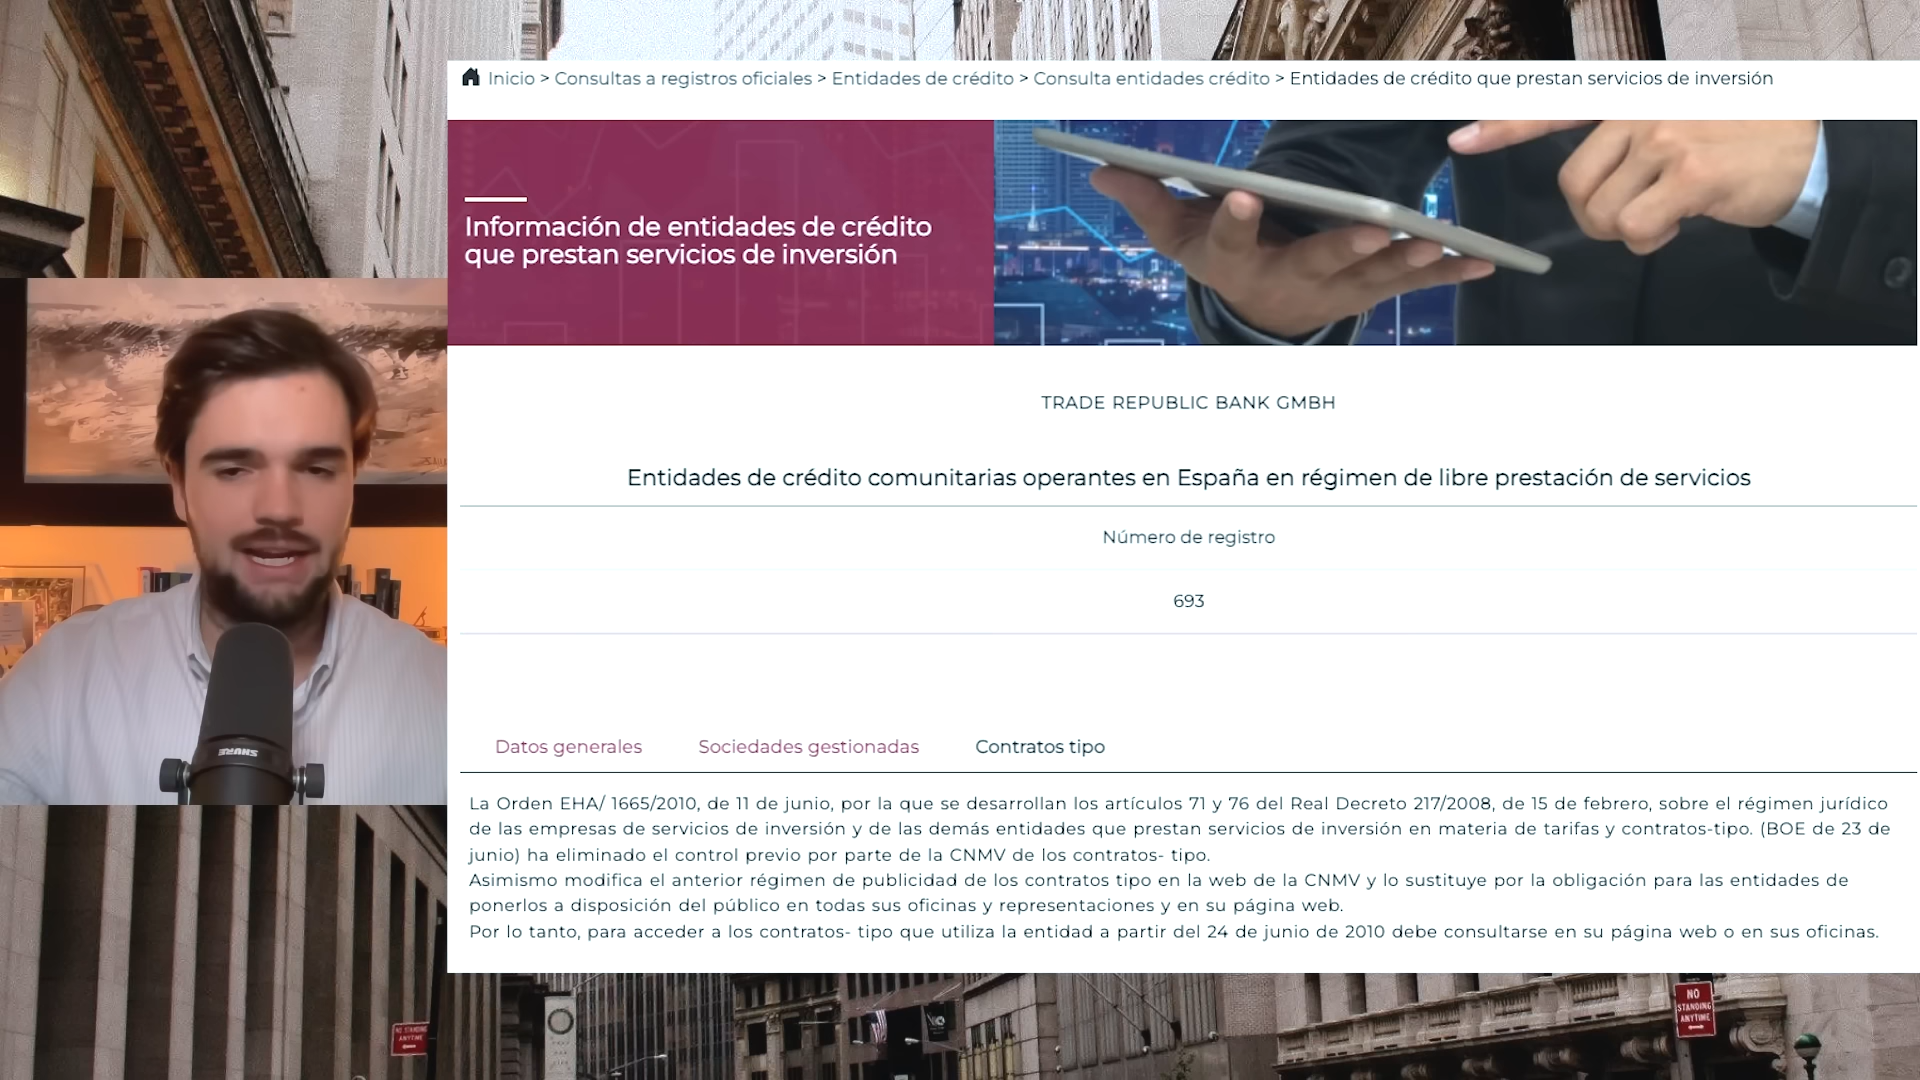 Inicio > Consultas a registros oficiales > Entidades de crédito > Consulta entidades crédito > Entidades de crédito que prestan servicios de inversión
Información de entidades de crédito
que prestan servicios de inversión
TRADE REPUBLIC BANK GMBH
Entidades de crédito comunitarias operantes en España en régimen de libre prestación de servicios
Número de registro
693
Datos generales Sociedades gestionadas Contratos tipo
La Orden EHA/ 1665/2010, de 11 de junio, por la que se desarrollan los artículos 71 y 76 del Real Decreto 217/2008, de 15 de febrero, sobre el régimen jurídico
de las empresas de servicios de inversión y de las demás entidades que prestan servicios de inversión en materia de tarifas y contratos-tipo. (BOE de 23 de
junio) ha eliminado el control previo por parte de la CNMV de los contratos- tipo.
Asimismo modifica el anterior régimen de publicidad de los contratos tipo en la web de la CNMV y lo sustituye por la obligación para las entidades de
ponerlos a disposición del público en todas sus oficinas y representaciones y en su página web.
Por lo tanto, para acceder a los contratos- tipo que utiliza la entidad a partir del 24 de junio de 2010 debe consultarse en su página web o en sus oficinas.
SHURE
NO STANDING
ANYTIME
NO
STANDING
ANYTIME